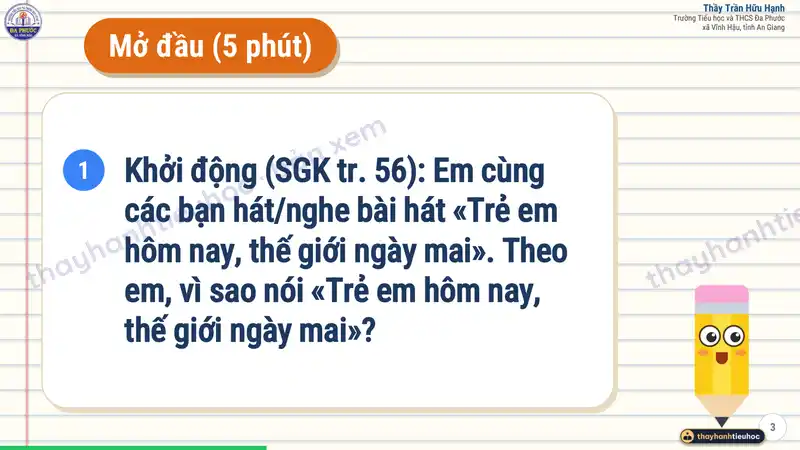 Thầy Trần Hữu Hạnh
Trường Tiểu học và THCS Đa Phước
xã Vĩnh Hậu, tỉnh An Giang
ĐA PHƯỚC
Mở đầu (5 phút)
1
Khởi động (SGK tr. 56): Em cùng
các bạn hát/nghe bài hát «Trẻ em
hôm nay, thế giới ngày mai». Theo
em, vì sao nói «Trẻ em hôm nay,
thế giới ngày mai»?
thayhanhtieuhoc
3